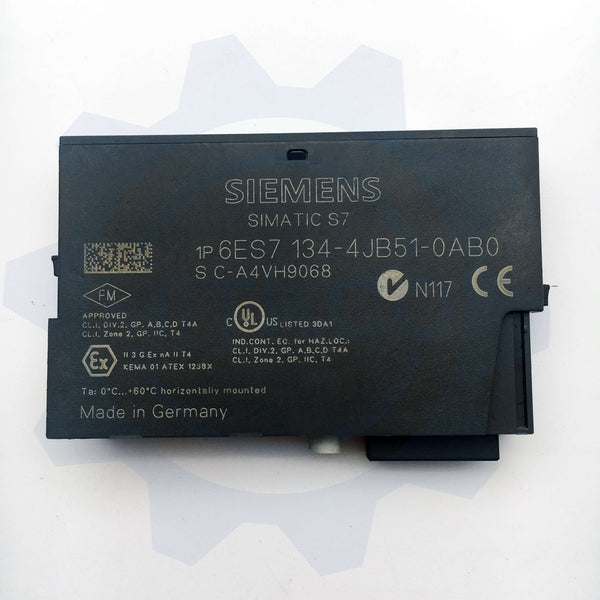 SIEMENS
SIMATIC S7
1P 6ES7 134-4JB51-0AB0
S C-A4VH9068
N117 CE
FM
APPROVED
CL.I, DIV.2, GP. A,B,C,D T4A
CL.I, Zone 2, GP. IIC, T4
C UL US LISTED 3DA1
IND.CONT. EQ. for HAZ.LOC.:
CL.I, DIV.2, GP. A,B,C,D T4A
CL.I, Zone 2, GP. IIC, T4
Ex II 3 G Ex nA II T4
KEMA 01 ATEX 1238X
Ta: 0°C...+60°C horizontally mounted
Made in Germany